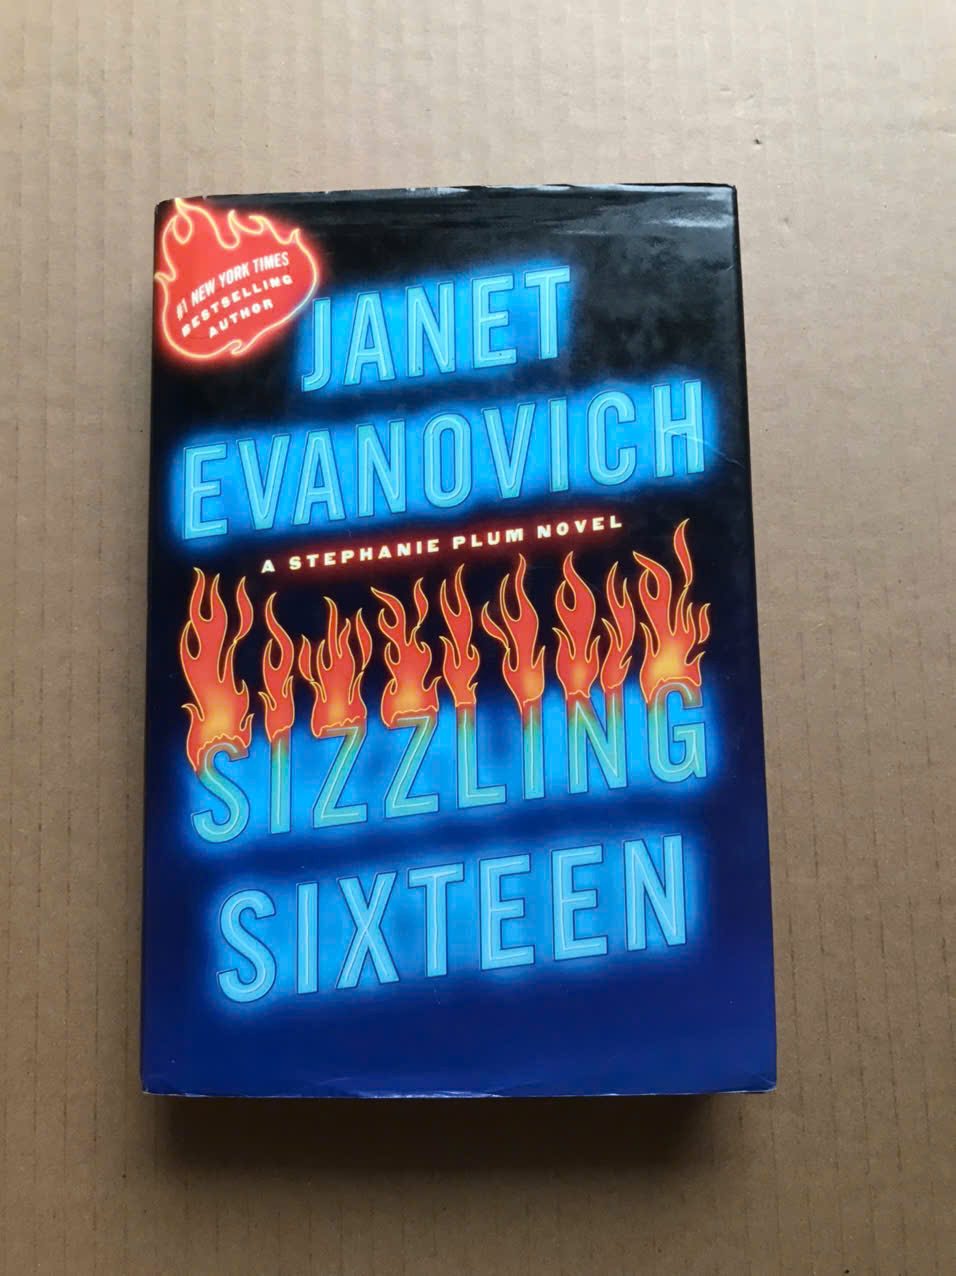 #1 NEW YORK TIMES
BESTSELLING
AUTHOR
JANET
EVANOVICH
A STEPHANIE PLUM NOVEL
SIZZLING
SIXTEEN